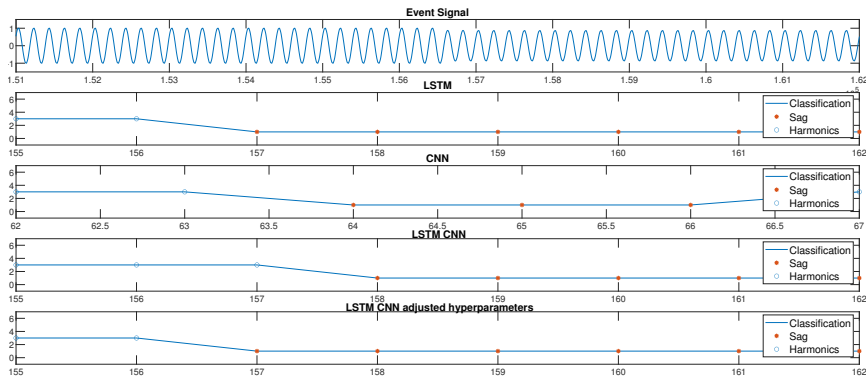 Event Signal
1
0
-1
1.51 1.52 1.53 1.54 1.55 1.56 1.57 1.58 1.59 1.6 1.61 1.62
LSTM
6
4
2
0
Classification
Sag
Harmonics
155 156 157 158 159 160 161 162
CNN
6
4
2
0
Classification
Sag
Harmonics
62 62.5 63 63.5 64 64.5 65 65.5 66 66.5 67
LSTM CNN
6
4
2
0
Classification
Sag
Harmonics
155 156 157 158 159 160 161 162
LSTM CNN adjusted hyperparameters
6
4
2
0
Classification
Sag
Harmonics
155 156 157 158 159 160 161 162